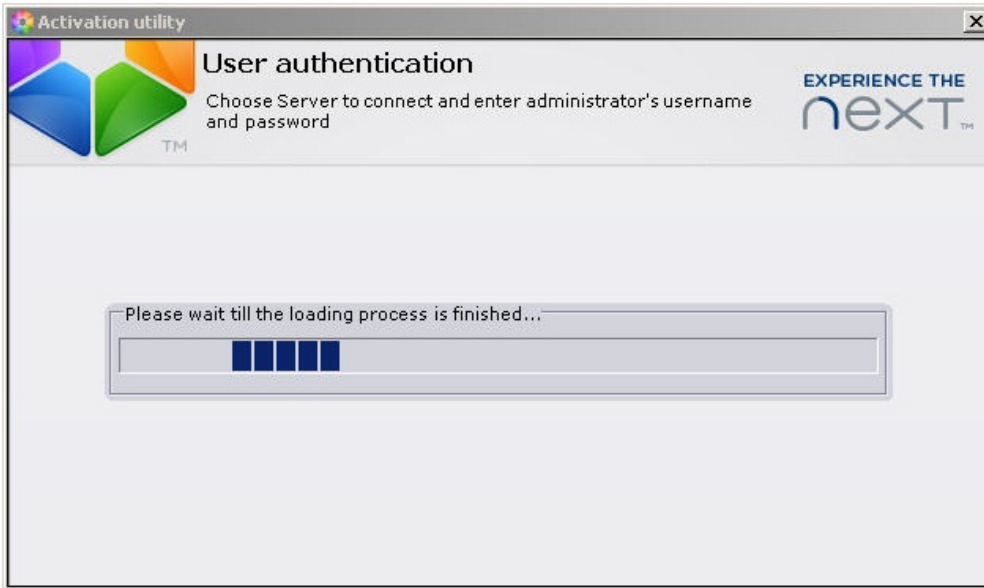 Activation utility
User authentication
Choose Server to connect and enter administrator's username
and password
TM
EXPERIENCE THE
next
TM
Please wait till the loading process is finished...